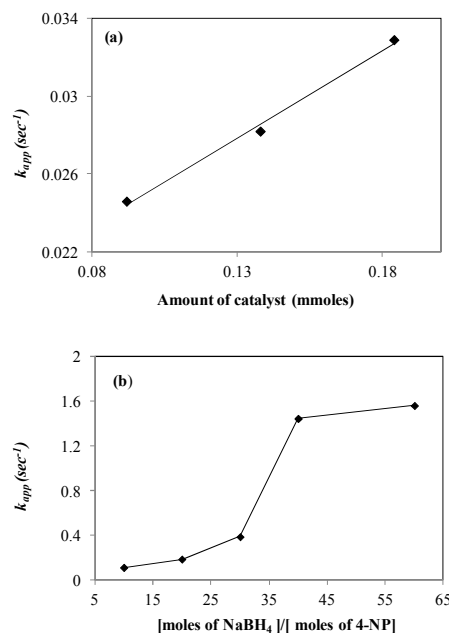 (a)
0.034
0.03
0.026
0.022
k_app (sec⁻¹)
0.08 0.13 0.18
Amount of catalyst (mmoles)
(b)
2
1.6
1.2
0.8
0.4
0
k_app (sec⁻¹)
5 15 25 35 45 55 65
[moles of NaBH₄]/[ moles of 4-NP]